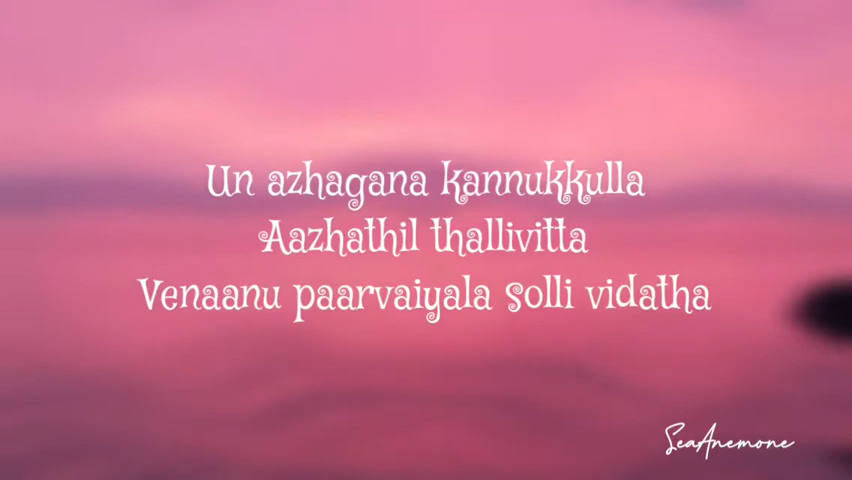 Un azhagana kannukkulla
Aazhathil thallivitta
Venaanu paarvaiyala solli vidatha
SeaAnemone